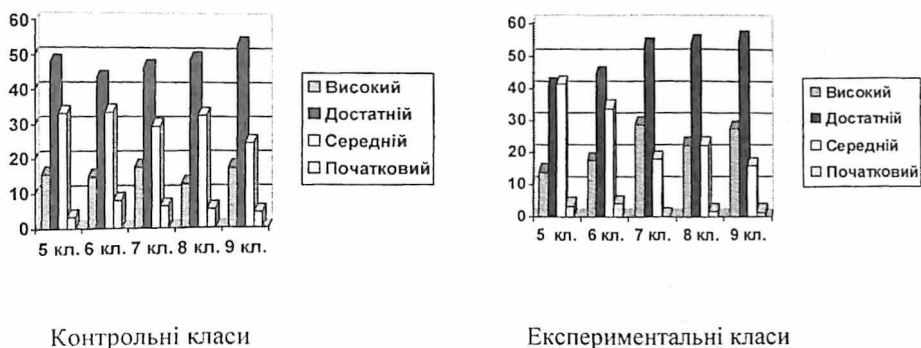 60
50
40
30
20
10
0
5 кл. 6 кл. 7 кл. 8 кл. 9 кл.
Високий
Достатній
Середній
Початковий
Контрольні класи
60
50
40
30
20
10
0
5 кл. 6 кл. 7 кл. 8 кл. 9 кл.
Високий
Достатній
Середній
Початковий
Експериментальні класи